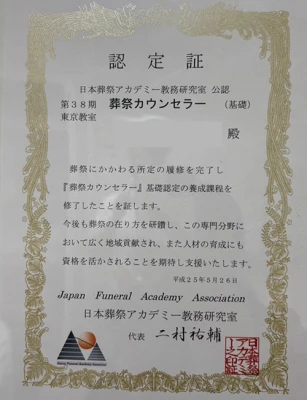 認定証
日本葬祭アカデミー教務研究室 公認
第38期 葬祭カウンセラー (基礎)
東京教室
殿
葬祭にかかわる所定の履修を完了し
『葬祭カウンセラー』基礎認定の養成課程を
修了したことを証します。
今後も葬祭の在り方を研鑽し、この専門分野に
おいて広く地域貢献され、また人材の育成にも
資格を活かされることを期待し支援いたします。
平成25年5月26日
Japan Funeral Academy Association
日本葬祭アカデミー教務研究室
代表 二村祐輔